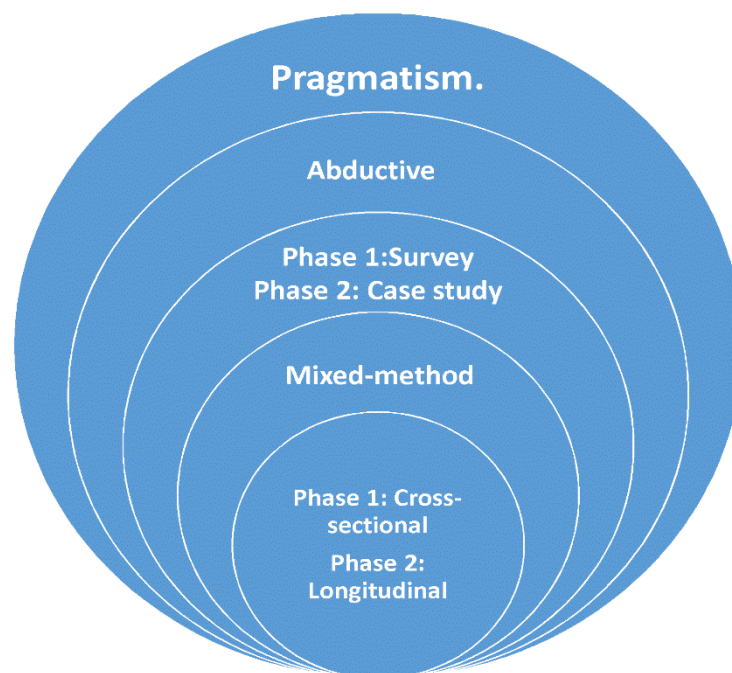 Pragmatism.
Abductive
Phase 1:Survey
Phase 2: Case study
Mixed-method
Phase 1: Cross-
sectional
Phase 2:
Longitudinal